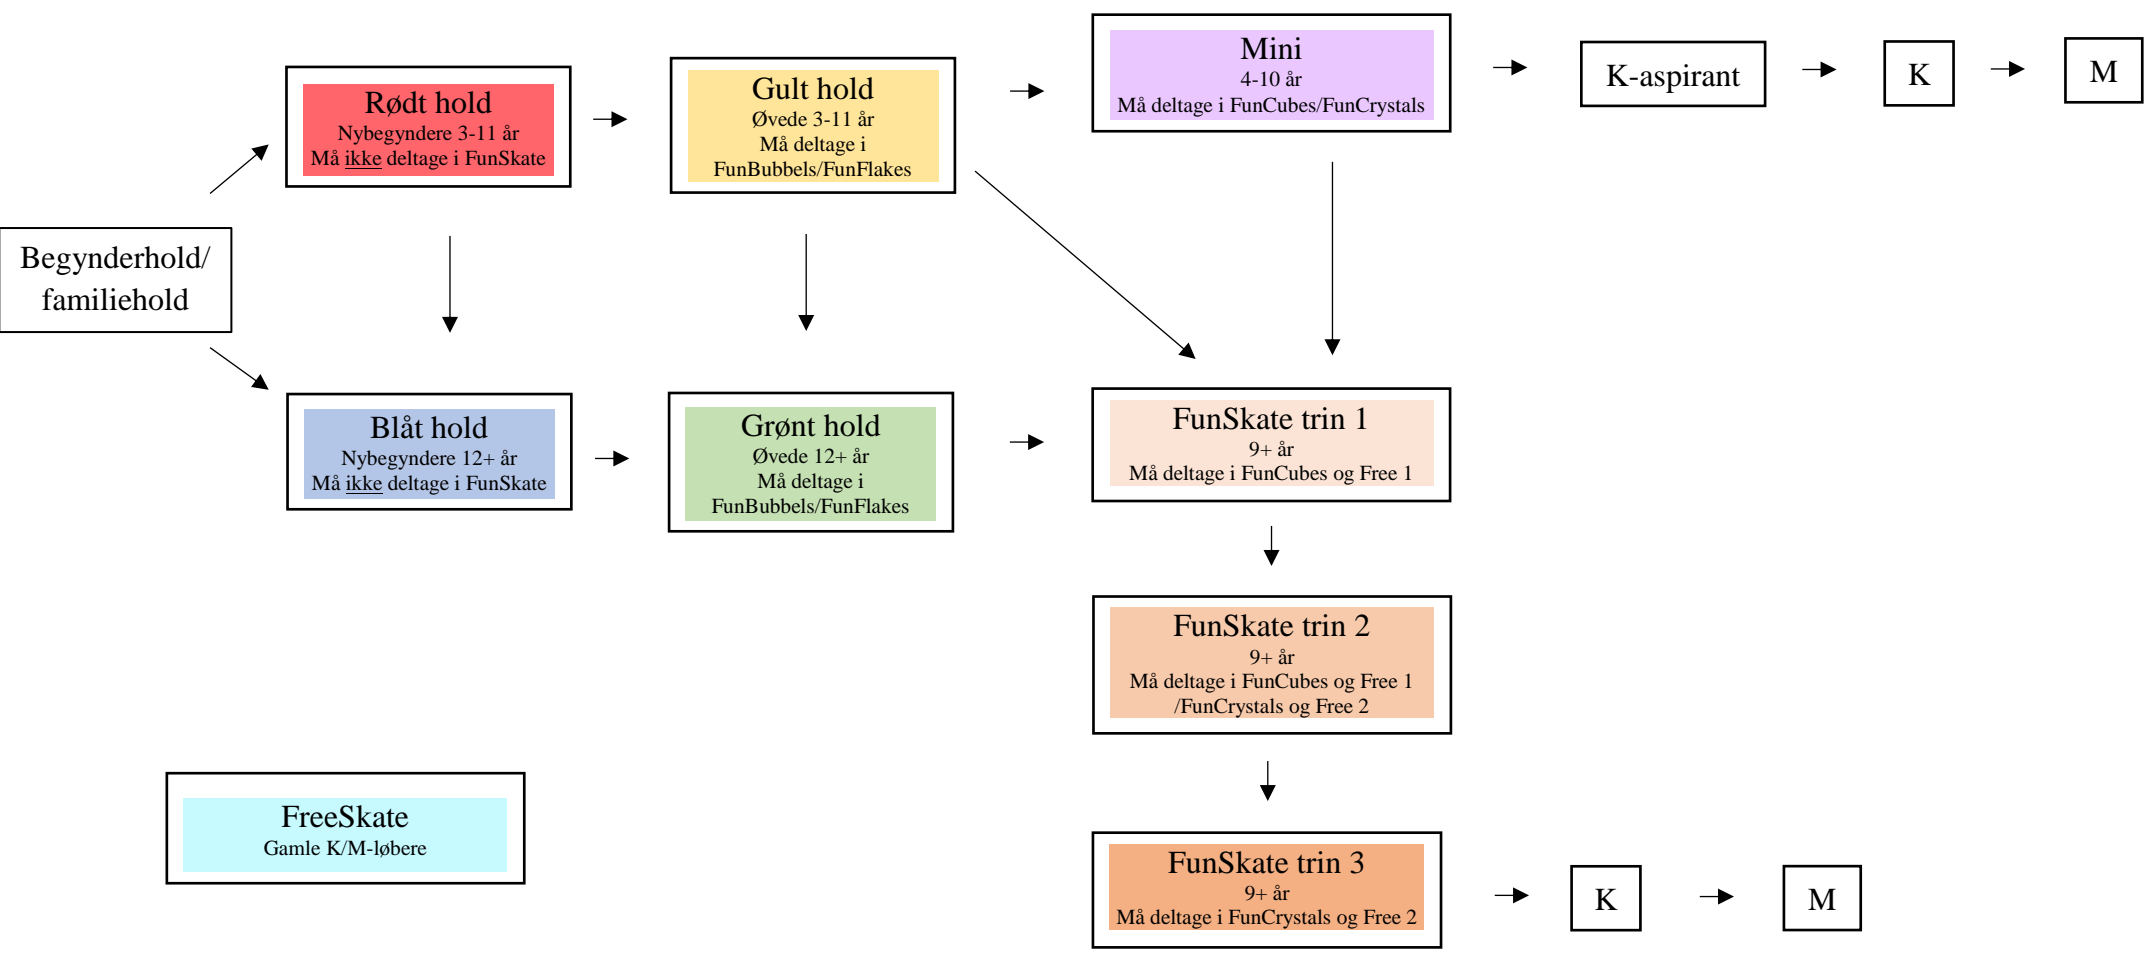 Mini
4-10 år
Må deltage i FunCubes/FunCrystals
K-aspirant
K
M
Gult hold
Øvede 3-11 år
Må deltage i
FunBubbels/FunFlakes
Rødt hold
Nybegyndere 3-11 år
Må ikke deltage i FunSkate
Begynderhold/
familiehold
Blåt hold
Nybegyndere 12+ år
Må ikke deltage i FunSkate
Grønt hold
Øvede 12+ år
Må deltage i
FunBubbels/FunFlakes
FunSkate trin 1
9+ år
Må deltage i FunCubes og Free 1
FunSkate trin 2
9+ år
Må deltage i FunCubes og Free 1
/FunCrystals og Free 2
FreeSkate
Gamle K/M-løbere
FunSkate trin 3
9+ år
Må deltage i FunCrystals og Free 2
K
M